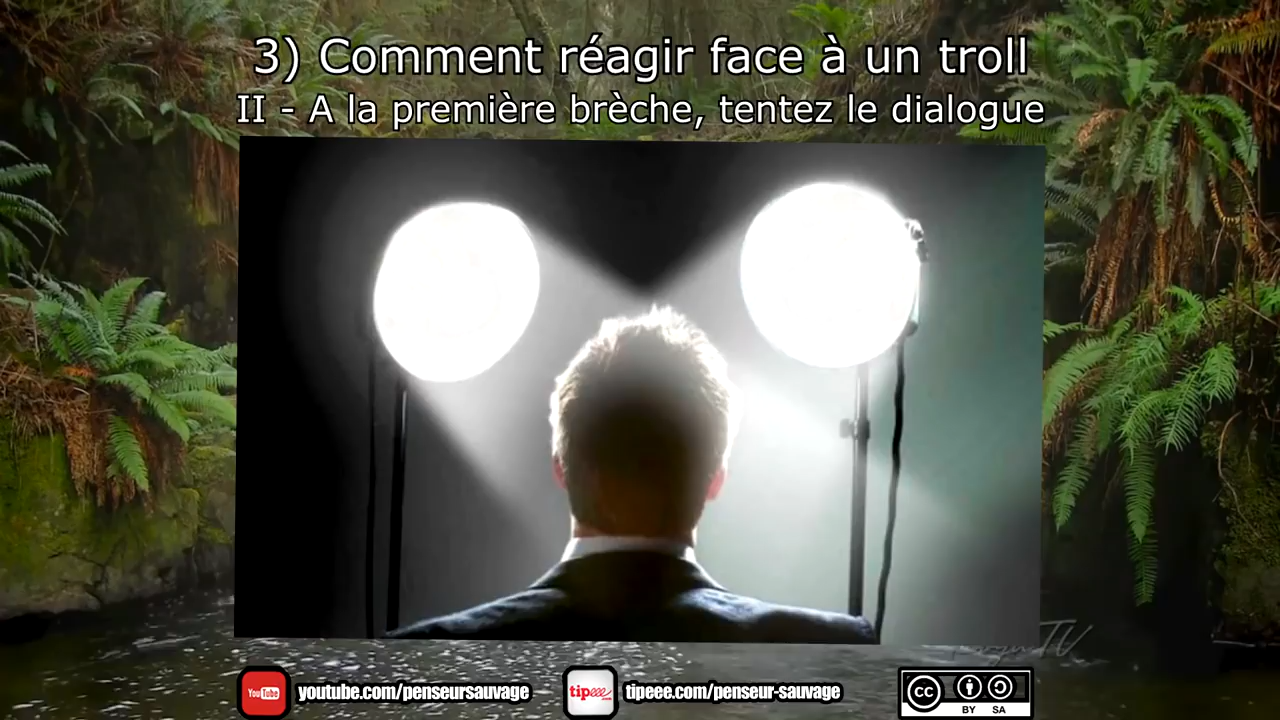 3) Comment réagir face à un troll
II - A la première brèche, tentez le dialogue
TV
YouTube
youtube.com/penseursauvage
tipeee
tipeee.com/penseur-sauvage
cc
BY SA